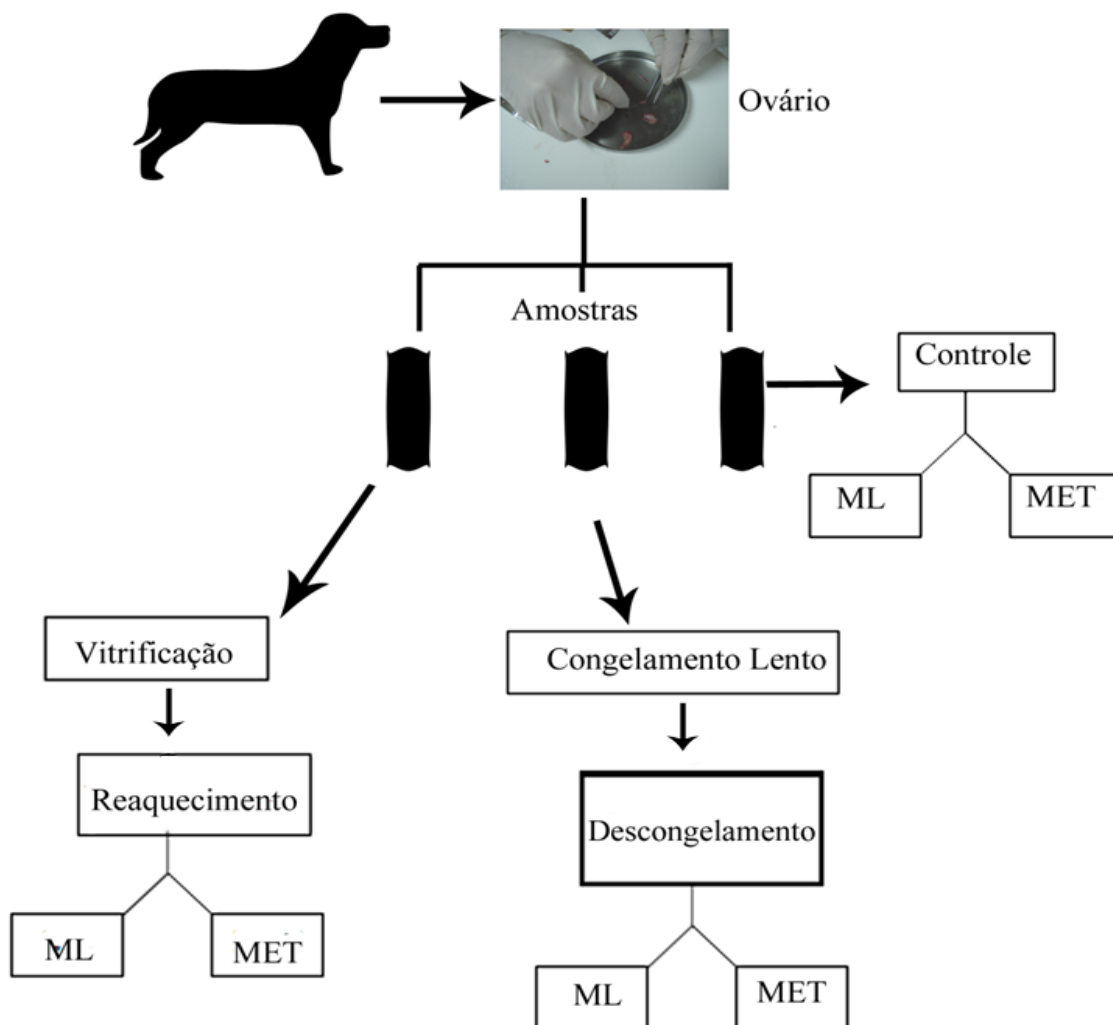 Ovário
Amostras
Controle
ML
MET
Vitrificação
Congelamento Lento
Reaquecimento
Descongelamento
ML
MET
ML
MET